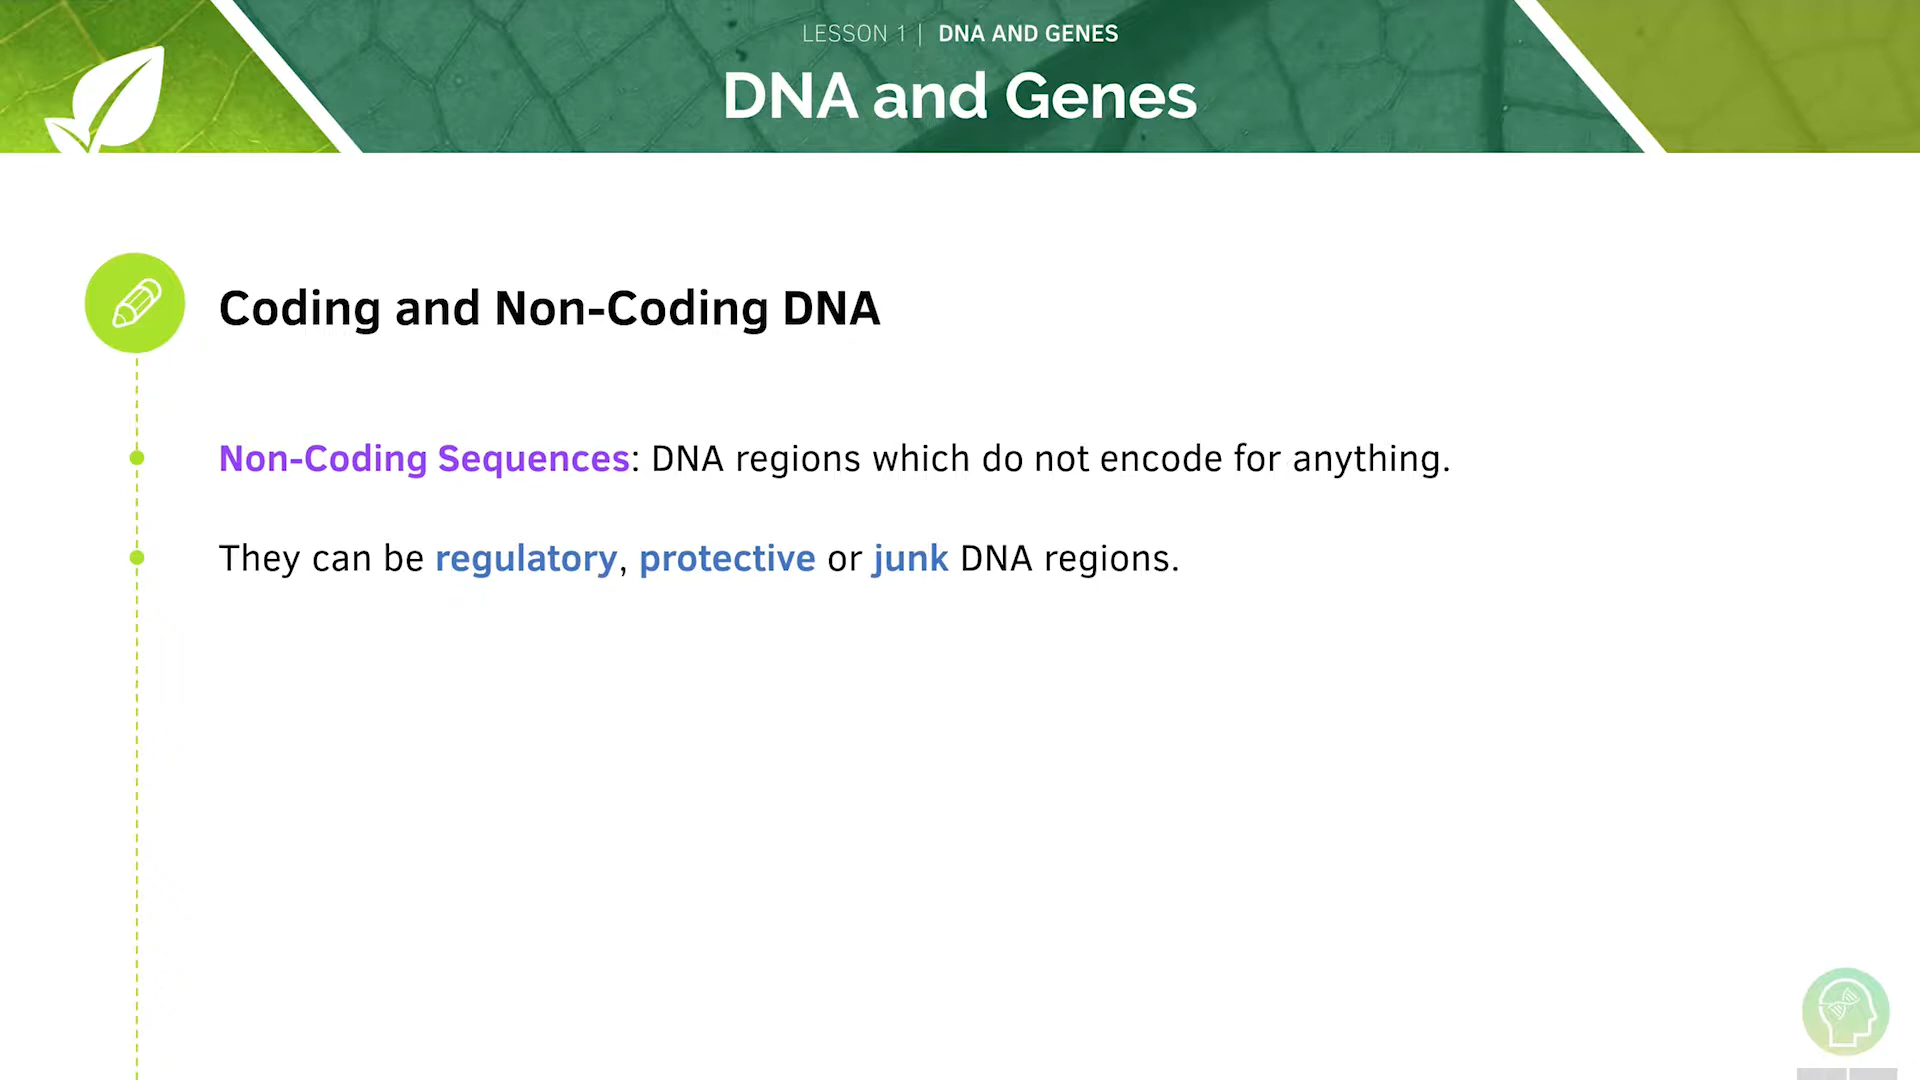 LESSON 1 | DNA AND GENES
DNA and Genes
Coding and Non-Coding DNA
Non-Coding Sequences: DNA regions which do not encode for anything.
They can be regulatory, protective or junk DNA regions.